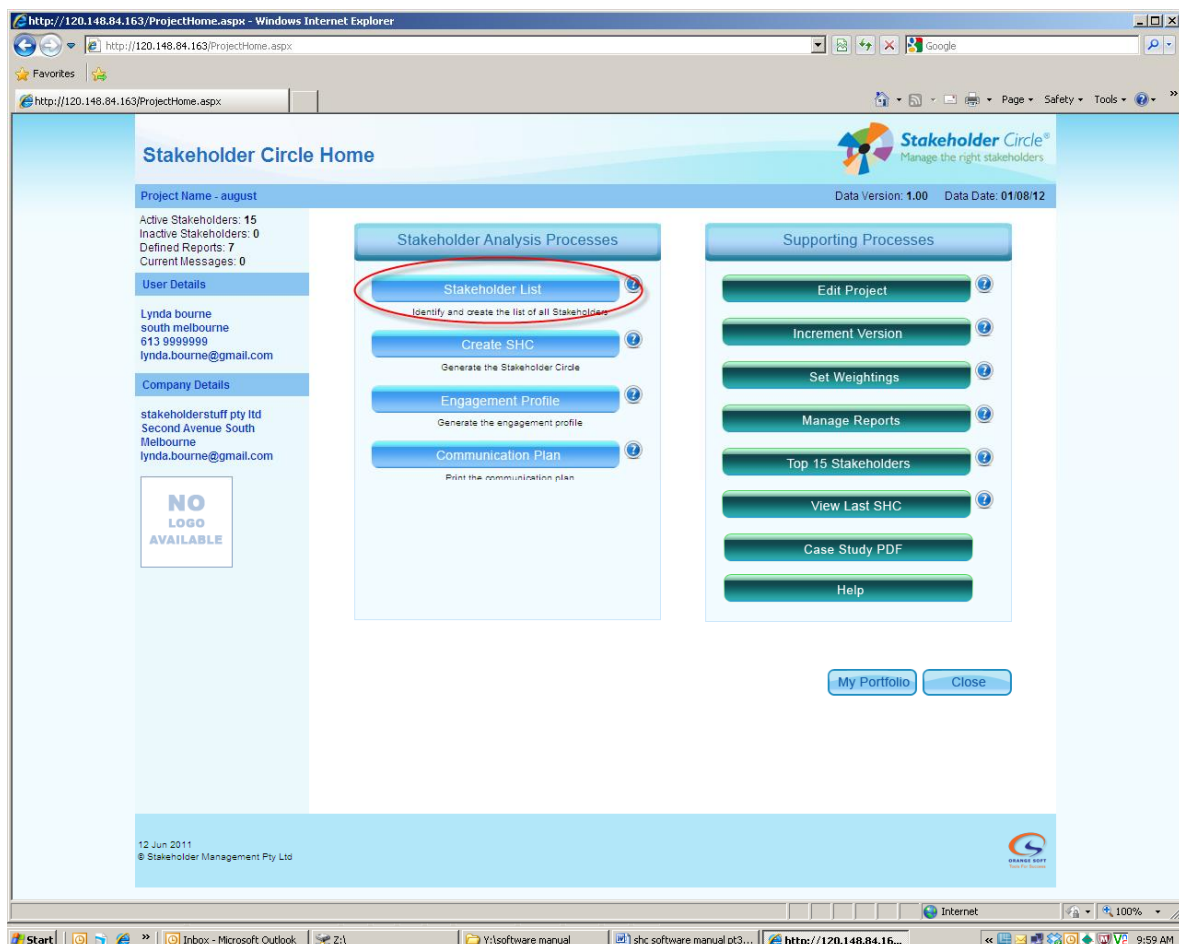 http://120.148.84.163/ProjectHome.aspx - Windows Internet Explorer
http://120.148.84.163/ProjectHome.aspx
Google
Favorites
http://120.148.84.163/ProjectHome.aspx
Page
Safety
Tools
»
Stakeholder Circle Home
Stakeholder Circle®
Manage the right stakeholders
Project Name - august
Data Version: 1.00 Data Date: 01/08/12
Active Stakeholders: 15
Inactive Stakeholders: 0
Defined Reports: 7
Current Messages: 0
User Details
Lynda bourne
south melbourne
613 9999999
lynda.bourne@gmail.com
Company Details
stakeholderstuff pty ltd
Second Avenue South
Melbourne
lynda.bourne@gmail.com
NO
LOGO
AVAILABLE
Stakeholder Analysis Processes
Stakeholder List
?
Identify and create the list of all Stakeholders
Create SHC
?
Generate the Stakeholder Circle
Engagement Profile
?
Generate the engagement profile
Communication Plan
?
Print the communication plan
Supporting Processes
Edit Project
?
Increment Version
?
Set Weightings
?
Manage Reports
?
Top 15 Stakeholders
?
View Last SHC
?
Case Study PDF
Help
My Portfolio
Close
12 Jun 2011
© Stakeholder Management Pty Ltd
ORANGE SOFT
Internet
100%
Start
»
Inbox - Microsoft Outlook
Z:\
Y:\software manual
shc software manual pt3...
http://120.148.84.16...
«
9:59 AM